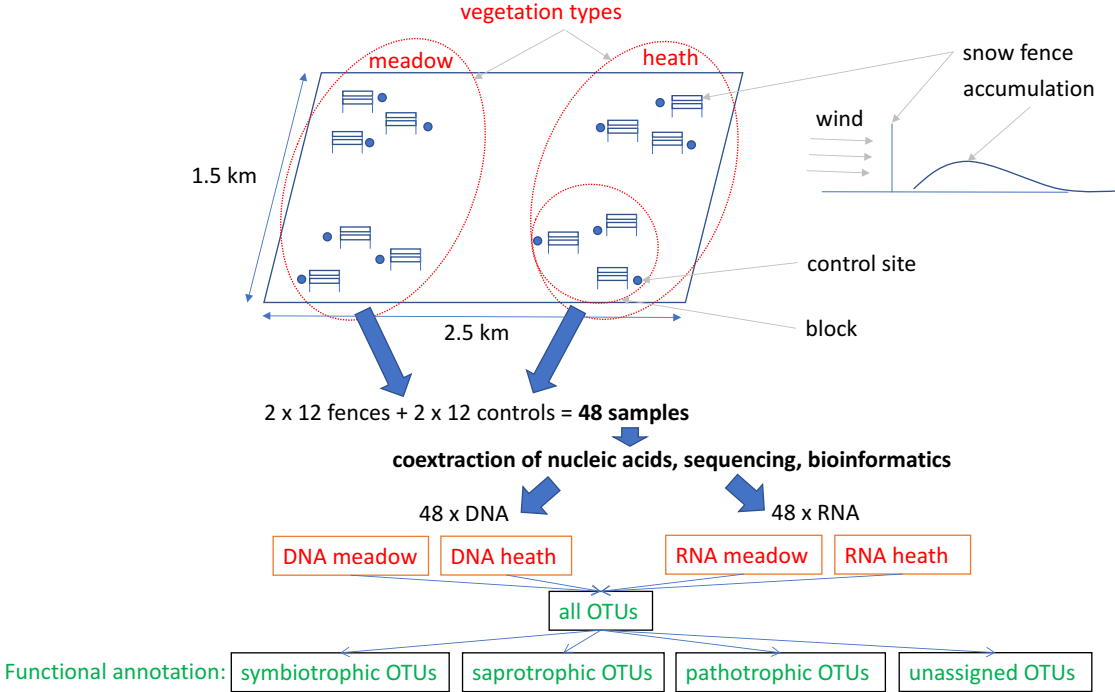 vegetation types
meadow
heath
snow fence
accumulation
wind
1.5 km
control site
2.5 km
block
2 x 12 fences + 2 x 12 controls = 48 samples
coextraction of nucleic acids, sequencing, bioinformatics
48 x DNA
48 x RNA
DNA meadow
DNA heath
RNA meadow
RNA heath
all OTUs
Functional annotation:
symbiotrophic OTUs
saprotrophic OTUs
pathotrophic OTUs
unassigned OTUs